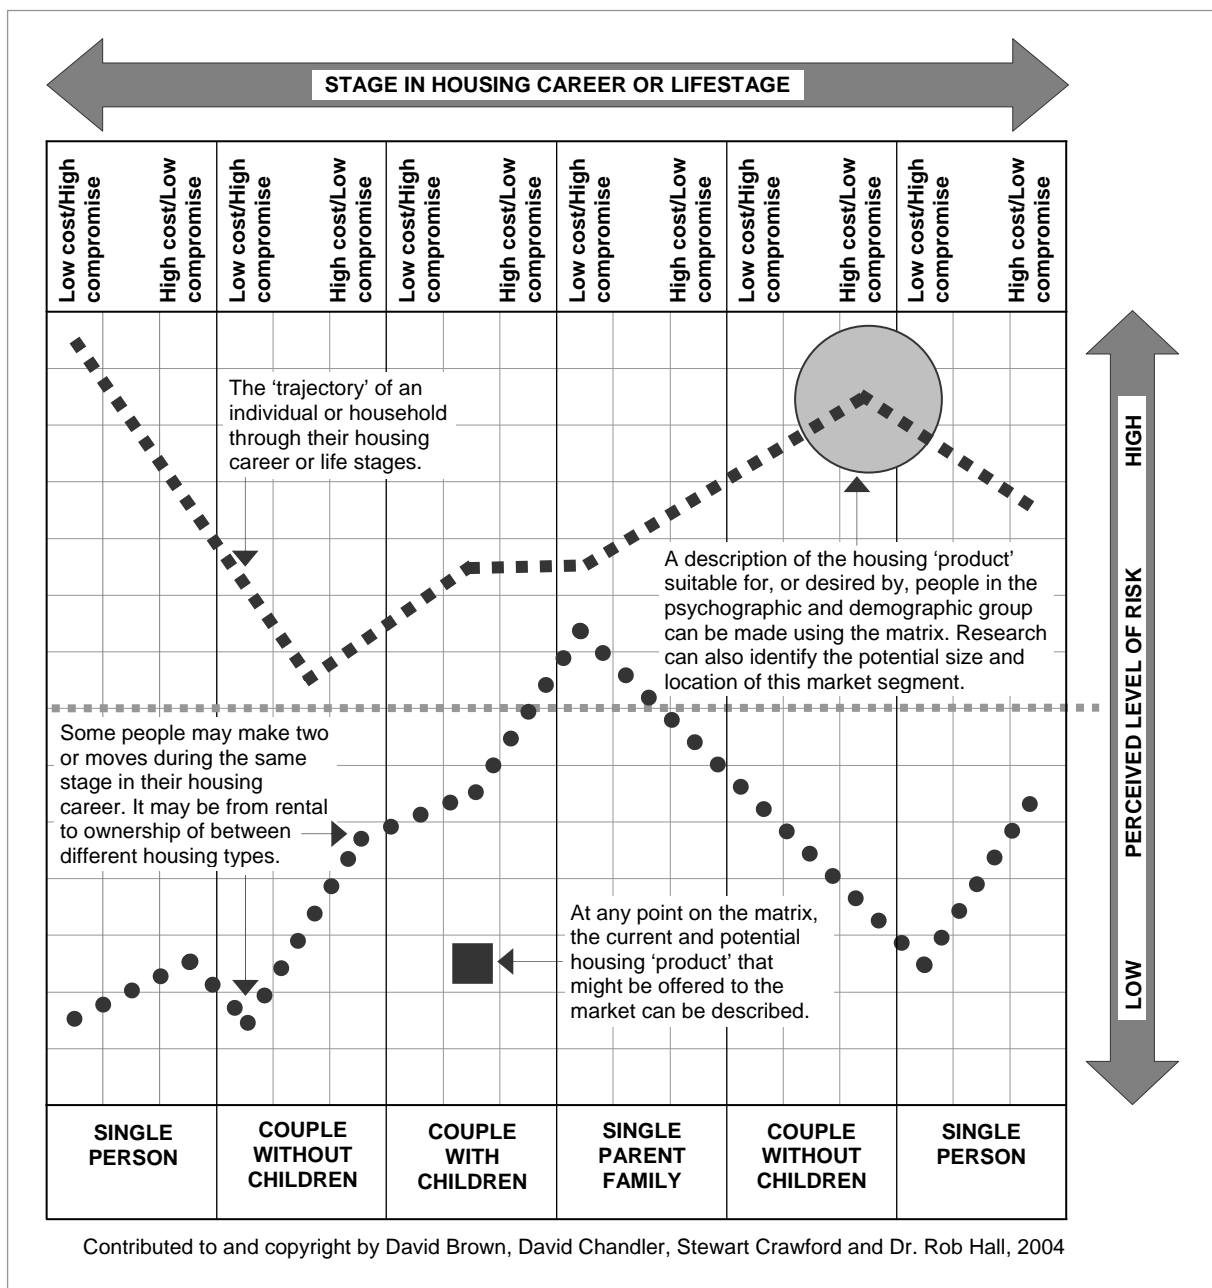 STAGE IN HOUSING CAREER OR LIFESTAGE
Low cost/High
compromise
High cost/Low
compromise
Low cost/High
compromise
High cost/Low
compromise
Low cost/High
compromise
High cost/Low
compromise
Low cost/High
compromise
High cost/Low
compromise
Low cost/High
compromise
High cost/Low
compromise
Low cost/High
compromise
High cost/Low
compromise
The ‘trajectory’ of an
individual or household
through their housing
career or life stages.
A description of the housing ‘product’
suitable for, or desired by, people in the
psychographic and demographic group
can be made using the matrix. Research
can also identify the potential size and
location of this market segment.
Some people may make two
or moves during the same
stage in their housing
career. It may be from rental
to ownership of between
different housing types.
At any point on the matrix,
the current and potential
housing ‘product’ that
might be offered to the
market can be described.
HIGH
PERCEIVED LEVEL OF RISK
LOW
SINGLE
PERSON
COUPLE
WITHOUT
CHILDREN
COUPLE
WITH
CHILDREN
SINGLE
PARENT
FAMILY
COUPLE
WITHOUT
CHILDREN
SINGLE
PERSON
Contributed to and copyright by David Brown, David Chandler, Stewart Crawford and Dr. Rob Hall, 2004